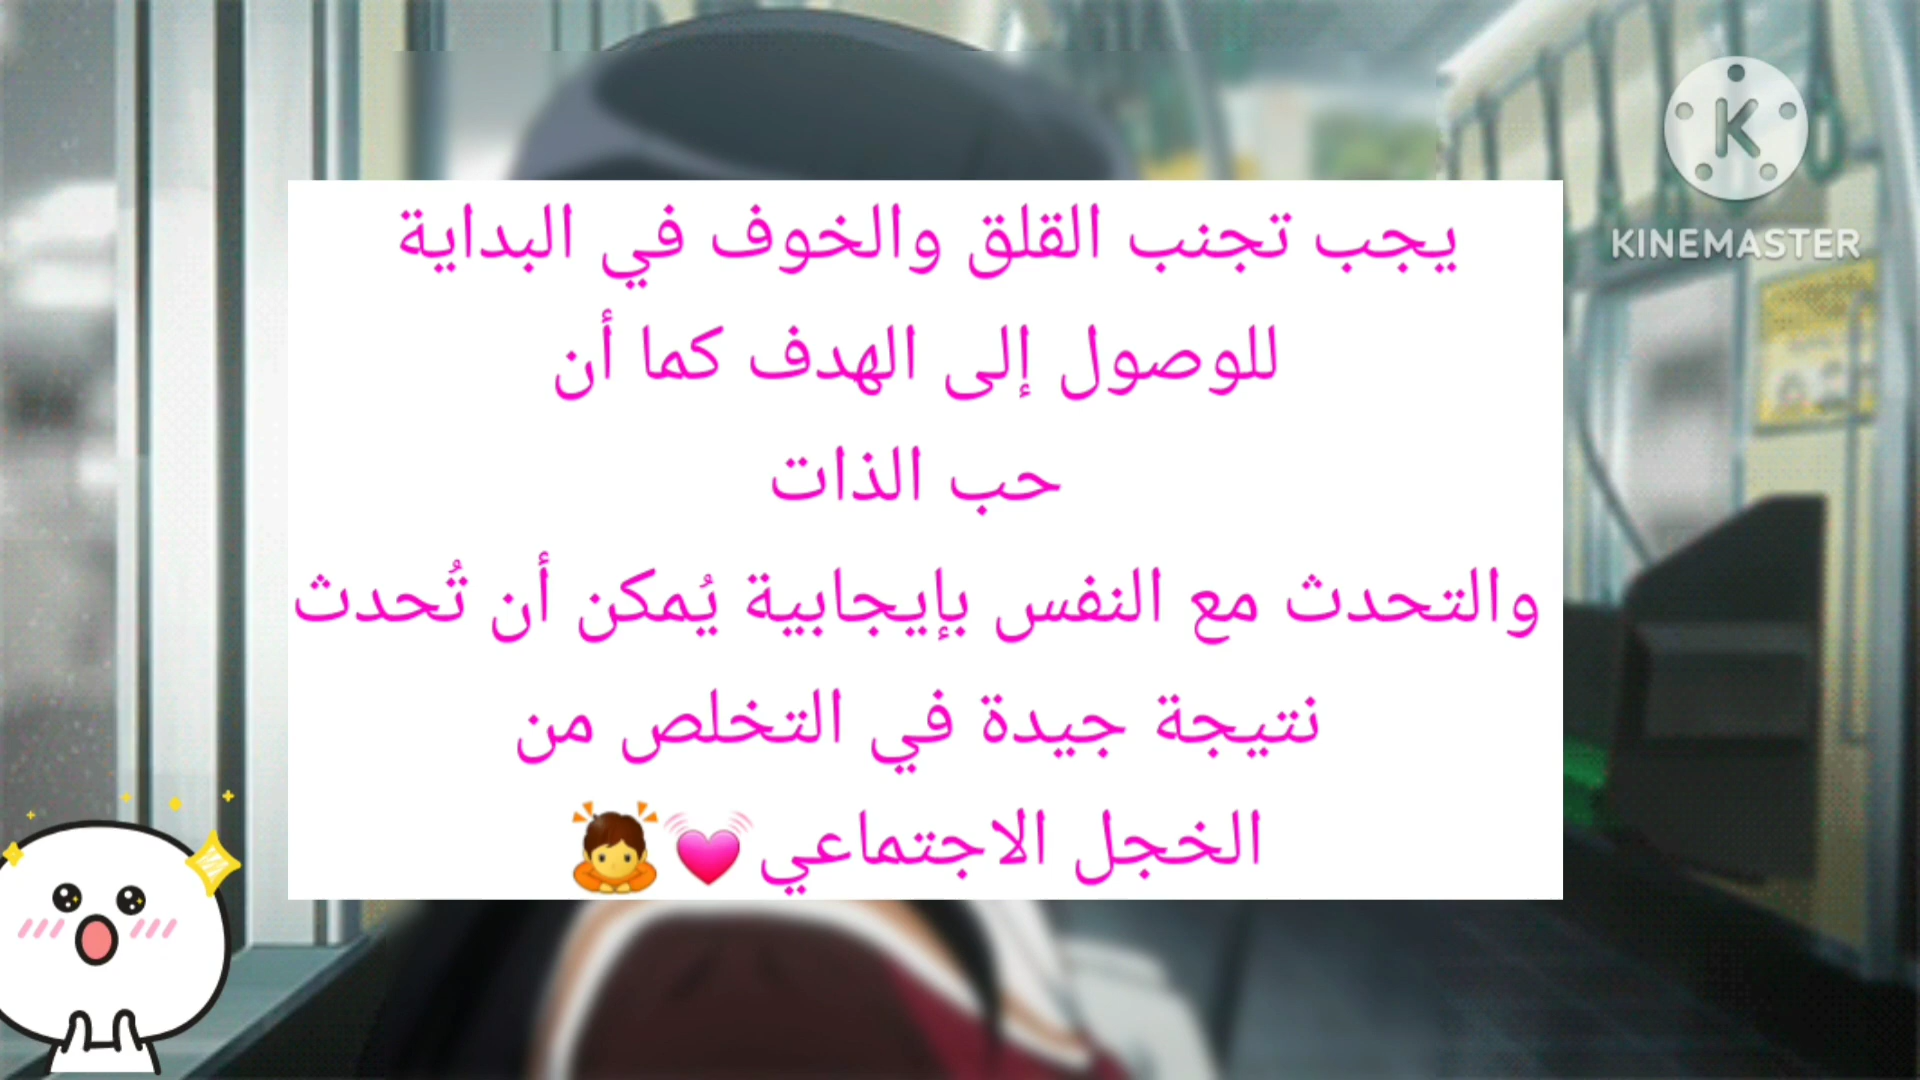 يجب تجنب القلق والخوف في البداية
للوصول إلى الهدف كما أن
حب الذات
والتحدث مع النفس بإيجابية يُمكن أن تُحدث
نتيجة جيدة في التخلص من
الخجل الاجتماعي 💓🙇
K
KINEMASTER